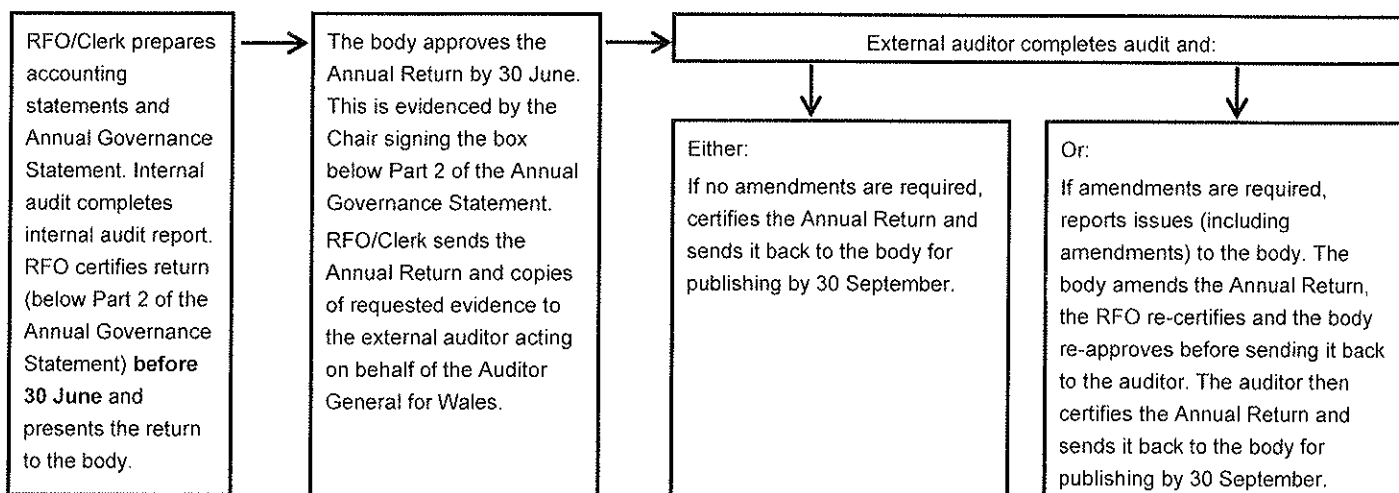 RFO/Clerk prepares
accounting
statements and
Annual Governance
Statement. Internal
audit completes
internal audit report.
RFO certifies return
(below Part 2 of the
Annual Governance
Statement) before
30 June and
presents the return
to the body.
The body approves the
Annual Return by 30 June.
This is evidenced by the
Chair signing the box
below Part 2 of the Annual
Governance Statement.
RFO/Clerk sends the
Annual Return and copies
of requested evidence to
the external auditor acting
on behalf of the Auditor
General for Wales.
External auditor completes audit and:
Either:
If no amendments are required,
certifies the Annual Return and
sends it back to the body for
publishing by 30 September.
Or:
If amendments are required,
reports issues (including
amendments) to the body. The
body amends the Annual Return,
the RFO re-certifies and the body
re-approves before sending it back
to the auditor. The auditor then
certifies the Annual Return and
sends it back to the body for
publishing by 30 September.